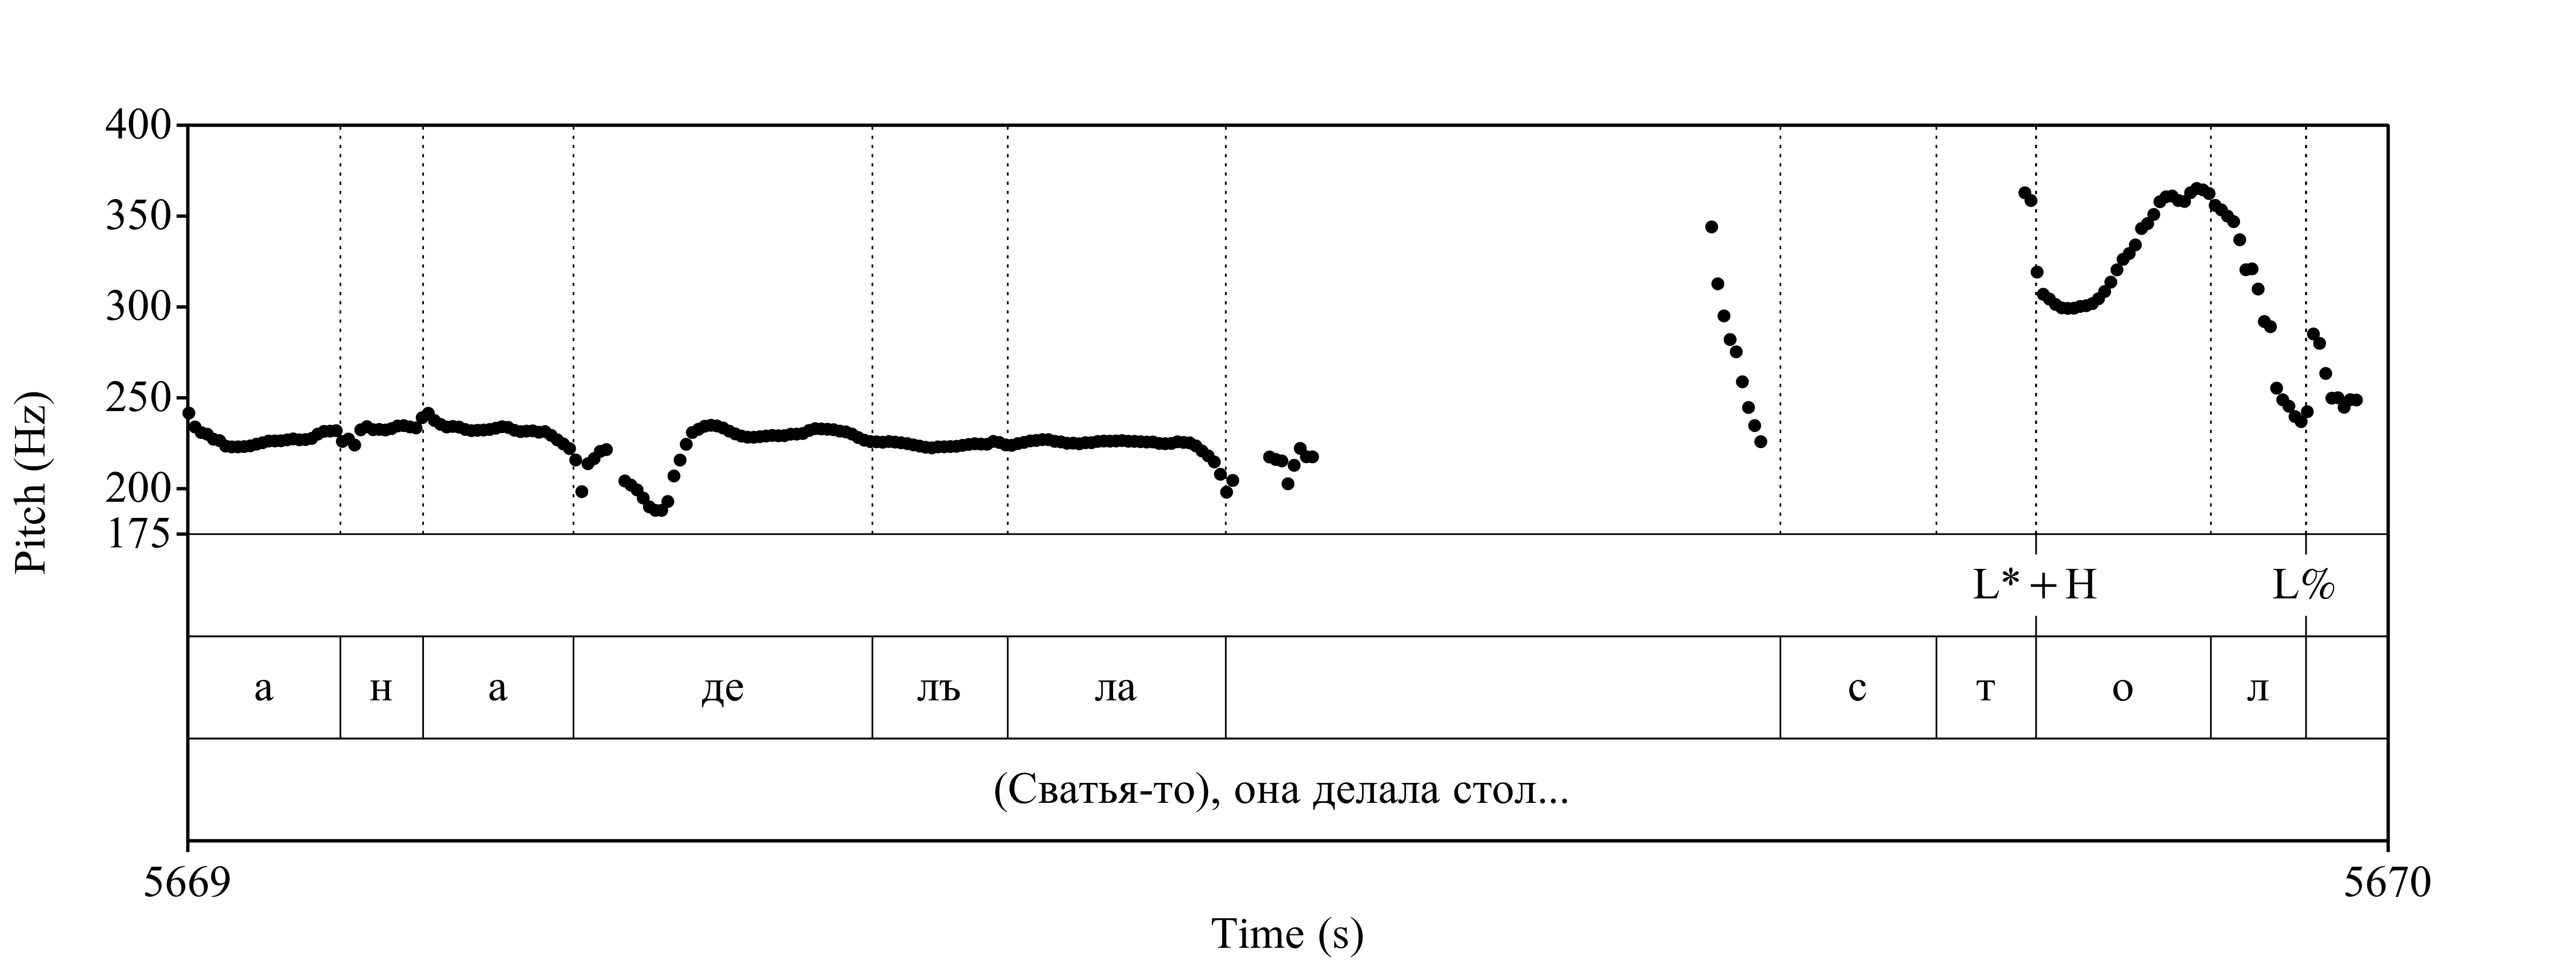 400
350
300
250
200
175
Pitch (Hz)
L*+H L%
а н а де лъ ла с т о л
(Сватья-то), она делала стол...
5669 5670
Time (s)